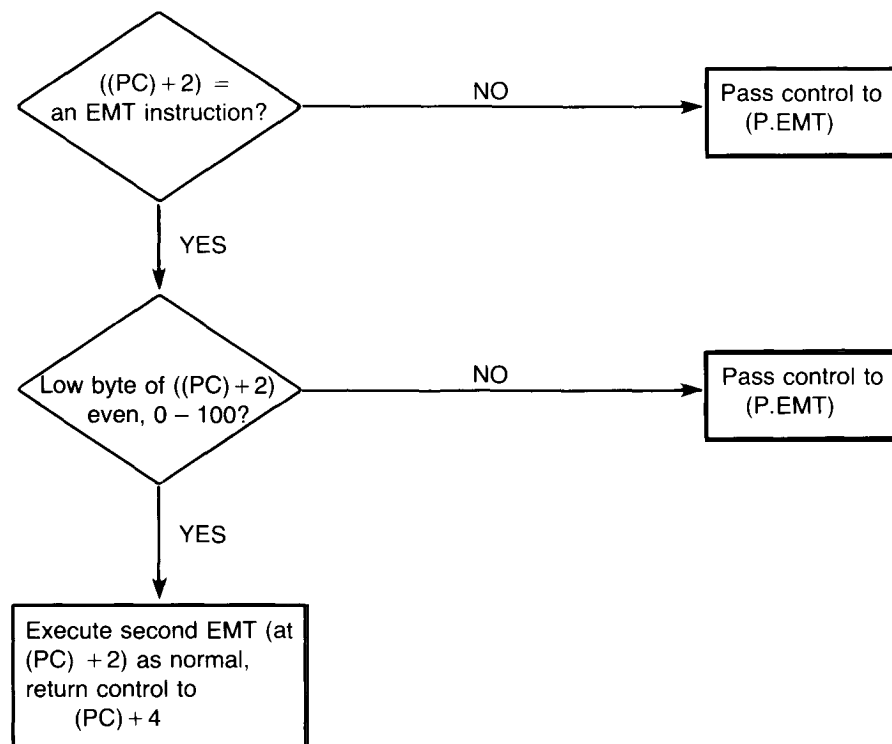 ((PC)+2) =
an EMT instruction?
NO
Pass control to
(P.EMT)
YES
Low byte of ((PC)+2)
even, 0 – 100?
NO
Pass control to
(P.EMT)
YES
Execute second EMT (at
(PC) +2) as normal,
return control to
(PC)+4